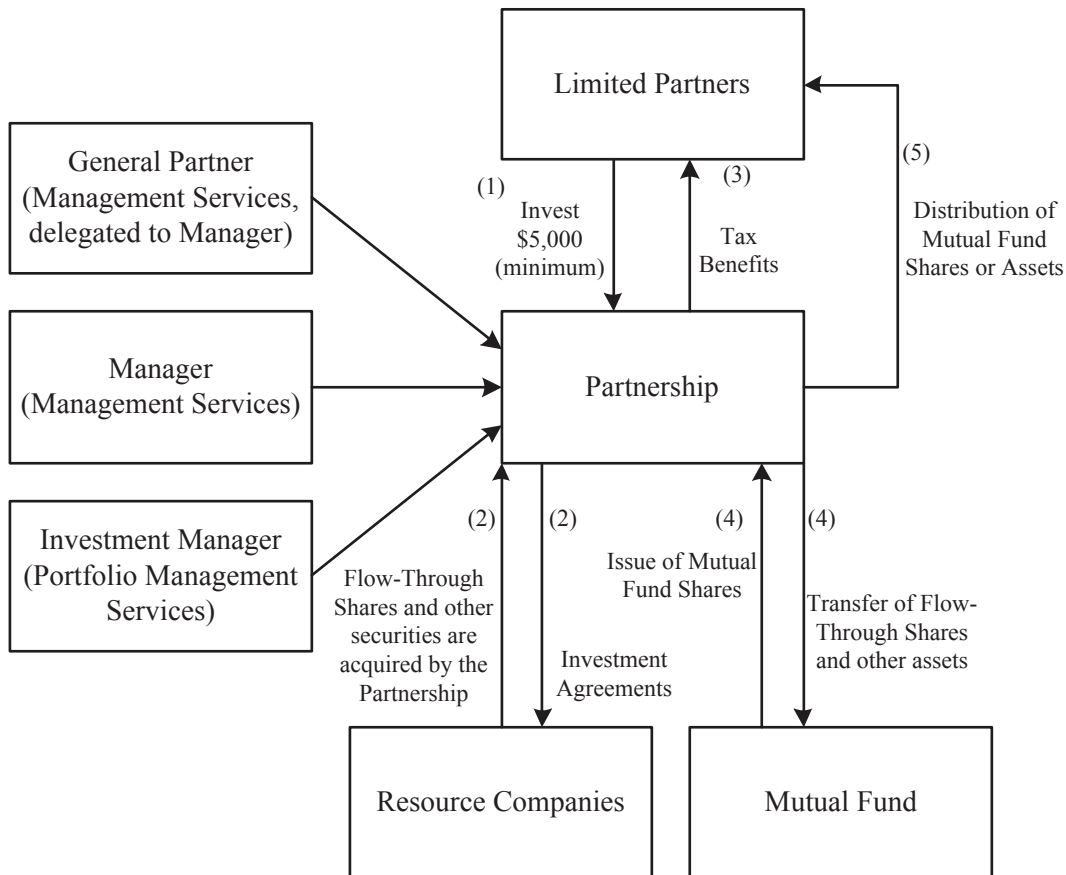 Limited Partners
General Partner
(Management Services,
delegated to Manager)
(1)
Invest
$5,000
(minimum)
(3)
Tax
Benefits
(5)
Distribution of
Mutual Fund
Shares or Assets
Manager
(Management Services)
Partnership
Investment Manager
(Portfolio Management
Services)
(2)
Flow-Through
Shares and other
securities are
acquired by the
Partnership
(2)
Investment
Agreements
(4)
Issue of Mutual
Fund Shares
(4)
Transfer of Flow-
Through Shares
and other assets
Resource Companies
Mutual Fund